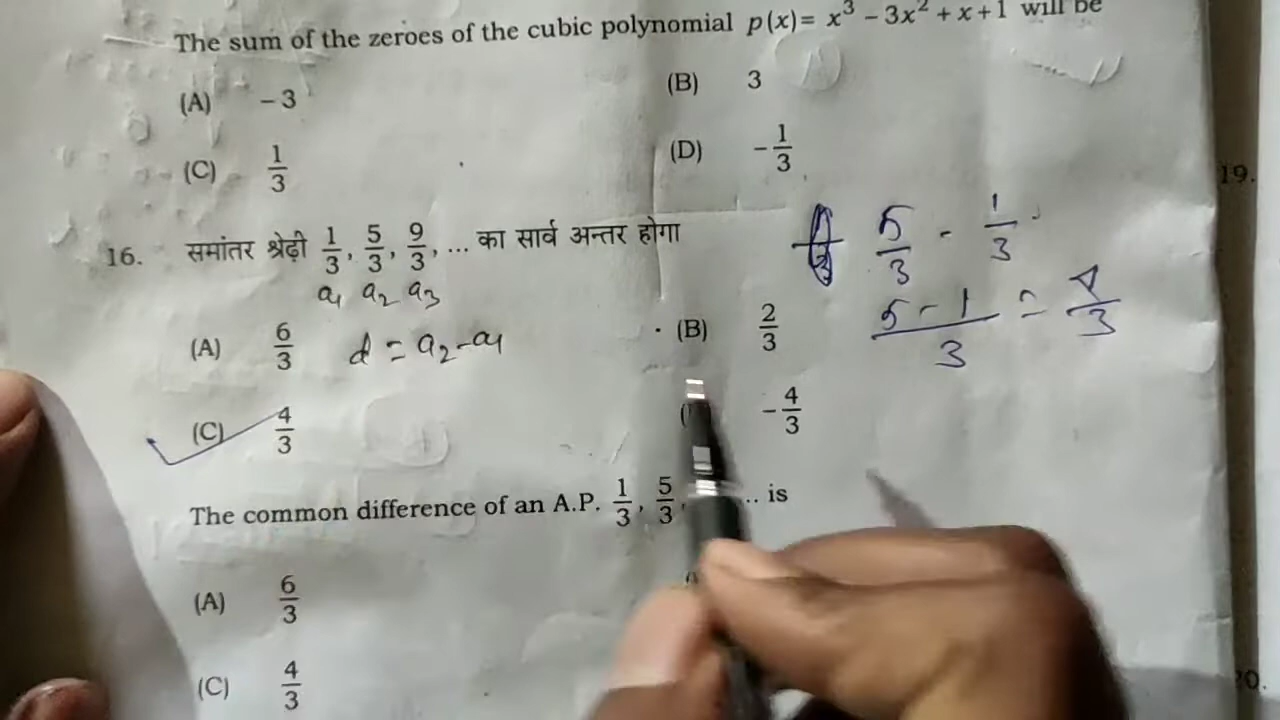 The sum of the zeroes of the cubic polynomial p(x) = x³ – 3x² + x + 1 will be
(A) – 3
(B) 3
(C) 1/3
(D) – 1/3
19.
16. समांतर श्रेढ़ी 1/3, 5/3, 9/3, ... का सार्व अन्तर होगा
a₁ a₂ a₃
5/3 - 1/3
(5 - 1)/3 = 4/3
(A) 6/3
d = a₂ - a₁
(B) 2/3
(C) 4/3
– 4/3
The common difference of an A.P. 1/3, 5/3, ... is
(A) 6/3
(C) 4/3
20.